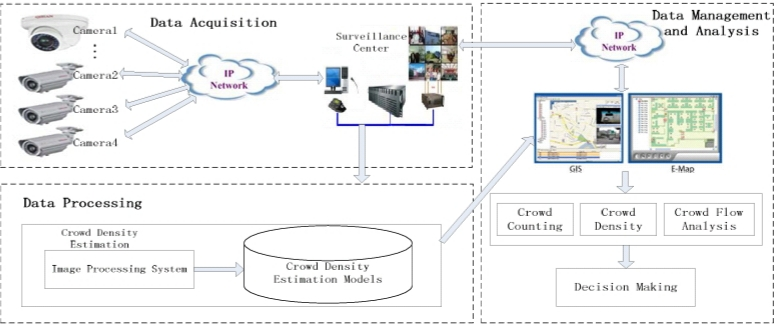 Data Acquisition
Camera1
Camera2
Camera3
Camera4
IP
Network
Surveillance
Center
Data Management
and Analysis
IP
Network
GIS
E-Map
Crowd
Counting
Crowd
Density
Crowd Flow
Analysis
Decision Making
Data Processing
Crowd Density
Estimation
Image Processing System
Crowd Density
Estimation Models